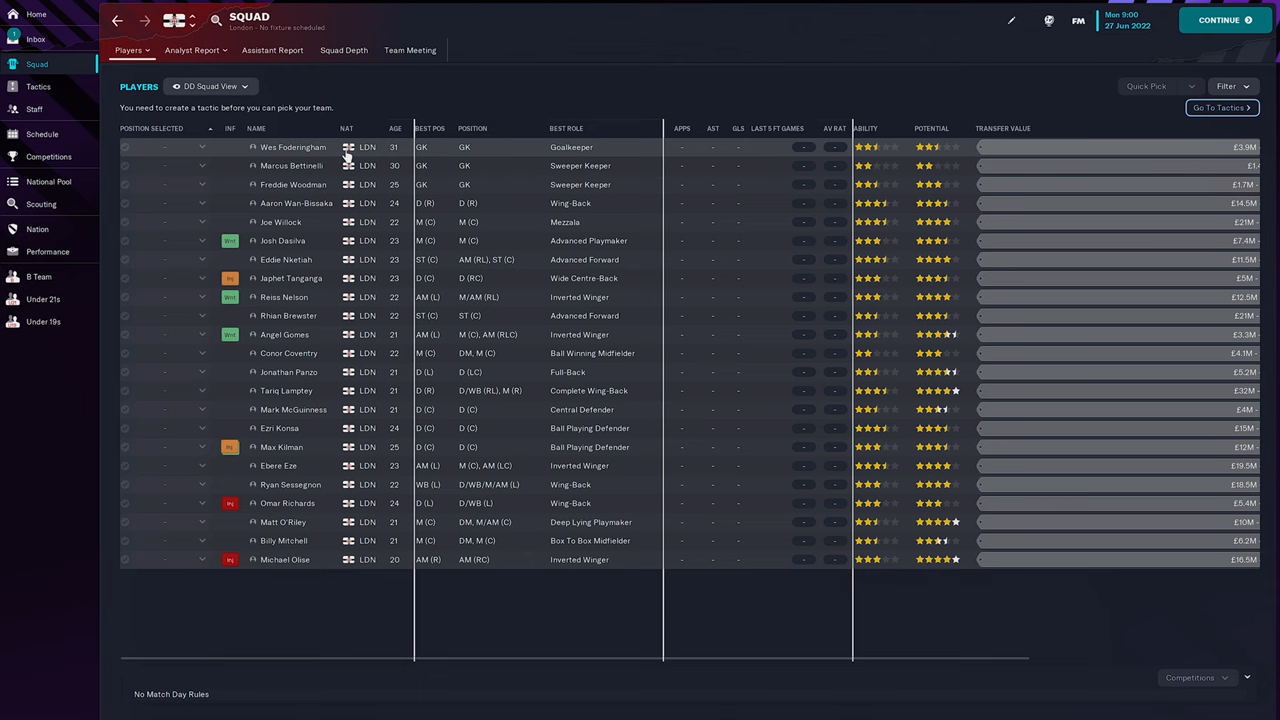 Home
Inbox
1
Squad
Tactics
Staff
Schedule
Competitions
National Pool
Scouting
Nation
Performance
B Team
Under 21s
Under 19s
SQUAD
London - No fixture scheduled
FM
Mon 9:00
27 Jun 2022
CONTINUE
Players Analyst Report Assistant Report Squad Depth Team Meeting
PLAYERS DD Squad View Quick Pick Filter
You need to create a tactic before you can pick your team. Go To Tactics
POSITION SELECTED INF NAME NAT AGE BEST POS POSITION BEST ROLE APPS AST GLS LAST 5 FT GAMES AV RAT ABILITY POTENTIAL TRANSFER VALUE
- Wes Foderingham LDN 31 GK GK Goalkeeper - - - - - £3.9M
- Marcus Bettinelli LDN 30 GK GK Sweeper Keeper - - - - - £1.4
- Freddie Woodman LDN 25 GK GK Sweeper Keeper - - - - - £1.7M -
- Aaron Wan-Bissaka LDN 24 D (R) D (R) Wing-Back - - - - - £14.5M
- Joe Willock LDN 22 M (C) M (C) Mezzala - - - - - £21M -
- Wnt Josh Dasilva LDN 23 M (C) M (C) Advanced Playmaker - - - - - £7.4M -
- Eddie Nketiah LDN 23 ST (C) AM (RL), ST (C) Advanced Forward - - - - - £11.5M
- Inj Japhet Tanganga LDN 23 D (C) D (RC) Wide Centre-Back - - - - - £5M -
- Wnt Reiss Nelson LDN 22 AM (L) M/AM (RL) Inverted Winger - - - - - £12.5M
- Rhian Brewster LDN 22 ST (C) ST (C) Advanced Forward - - - - - £21M
- Wnt Angel Gomes LDN 21 AM (L) M (C), AM (RLC) Inverted Winger - - - - - £3.3M -
- Conor Coventry LDN 22 M (C) DM, M (C) Ball Winning Midfielder - - - - - £4.1M -
- Jonathan Panzo LDN 21 D (L) D (LC) Full-Back - - - - - £5.2M
- Tariq Lamptey LDN 21 D (R) D/WB (RL), M (R) Complete Wing-Back - - - - - £32M -
- Mark McGuinness LDN 21 D (C) D (C) Central Defender - - - - - £4M -
- Ezri Konsa LDN 24 D (C) D (C) Ball Playing Defender - - - - - £15M -
- Inj Max Kilman LDN 25 D (C) D (C) Ball Playing Defender - - - - - £12M -
- Ebere Eze LDN 23 AM (L) M (C), AM (LC) Inverted Winger - - - - - £19.5M
- Ryan Sessegnon LDN 22 WB (L) D/WB/M/AM (L) Wing-Back - - - - - £18.5M
- Inj Omar Richards LDN 24 D (L) D/WB (L) Wing-Back - - - - - £5.4M
- Matt O'Riley LDN 21 M (C) DM, M/AM (C) Deep Lying Playmaker - - - - - £10M -
- Billy Mitchell LDN 21 M (C) DM, M (C) Box To Box Midfielder - - - - - £6.2M
- Inj Michael Olise LDN 20 AM (R) AM (RC) Inverted Winger - - - - - £16.5M
Competitions
No Match Day Rules